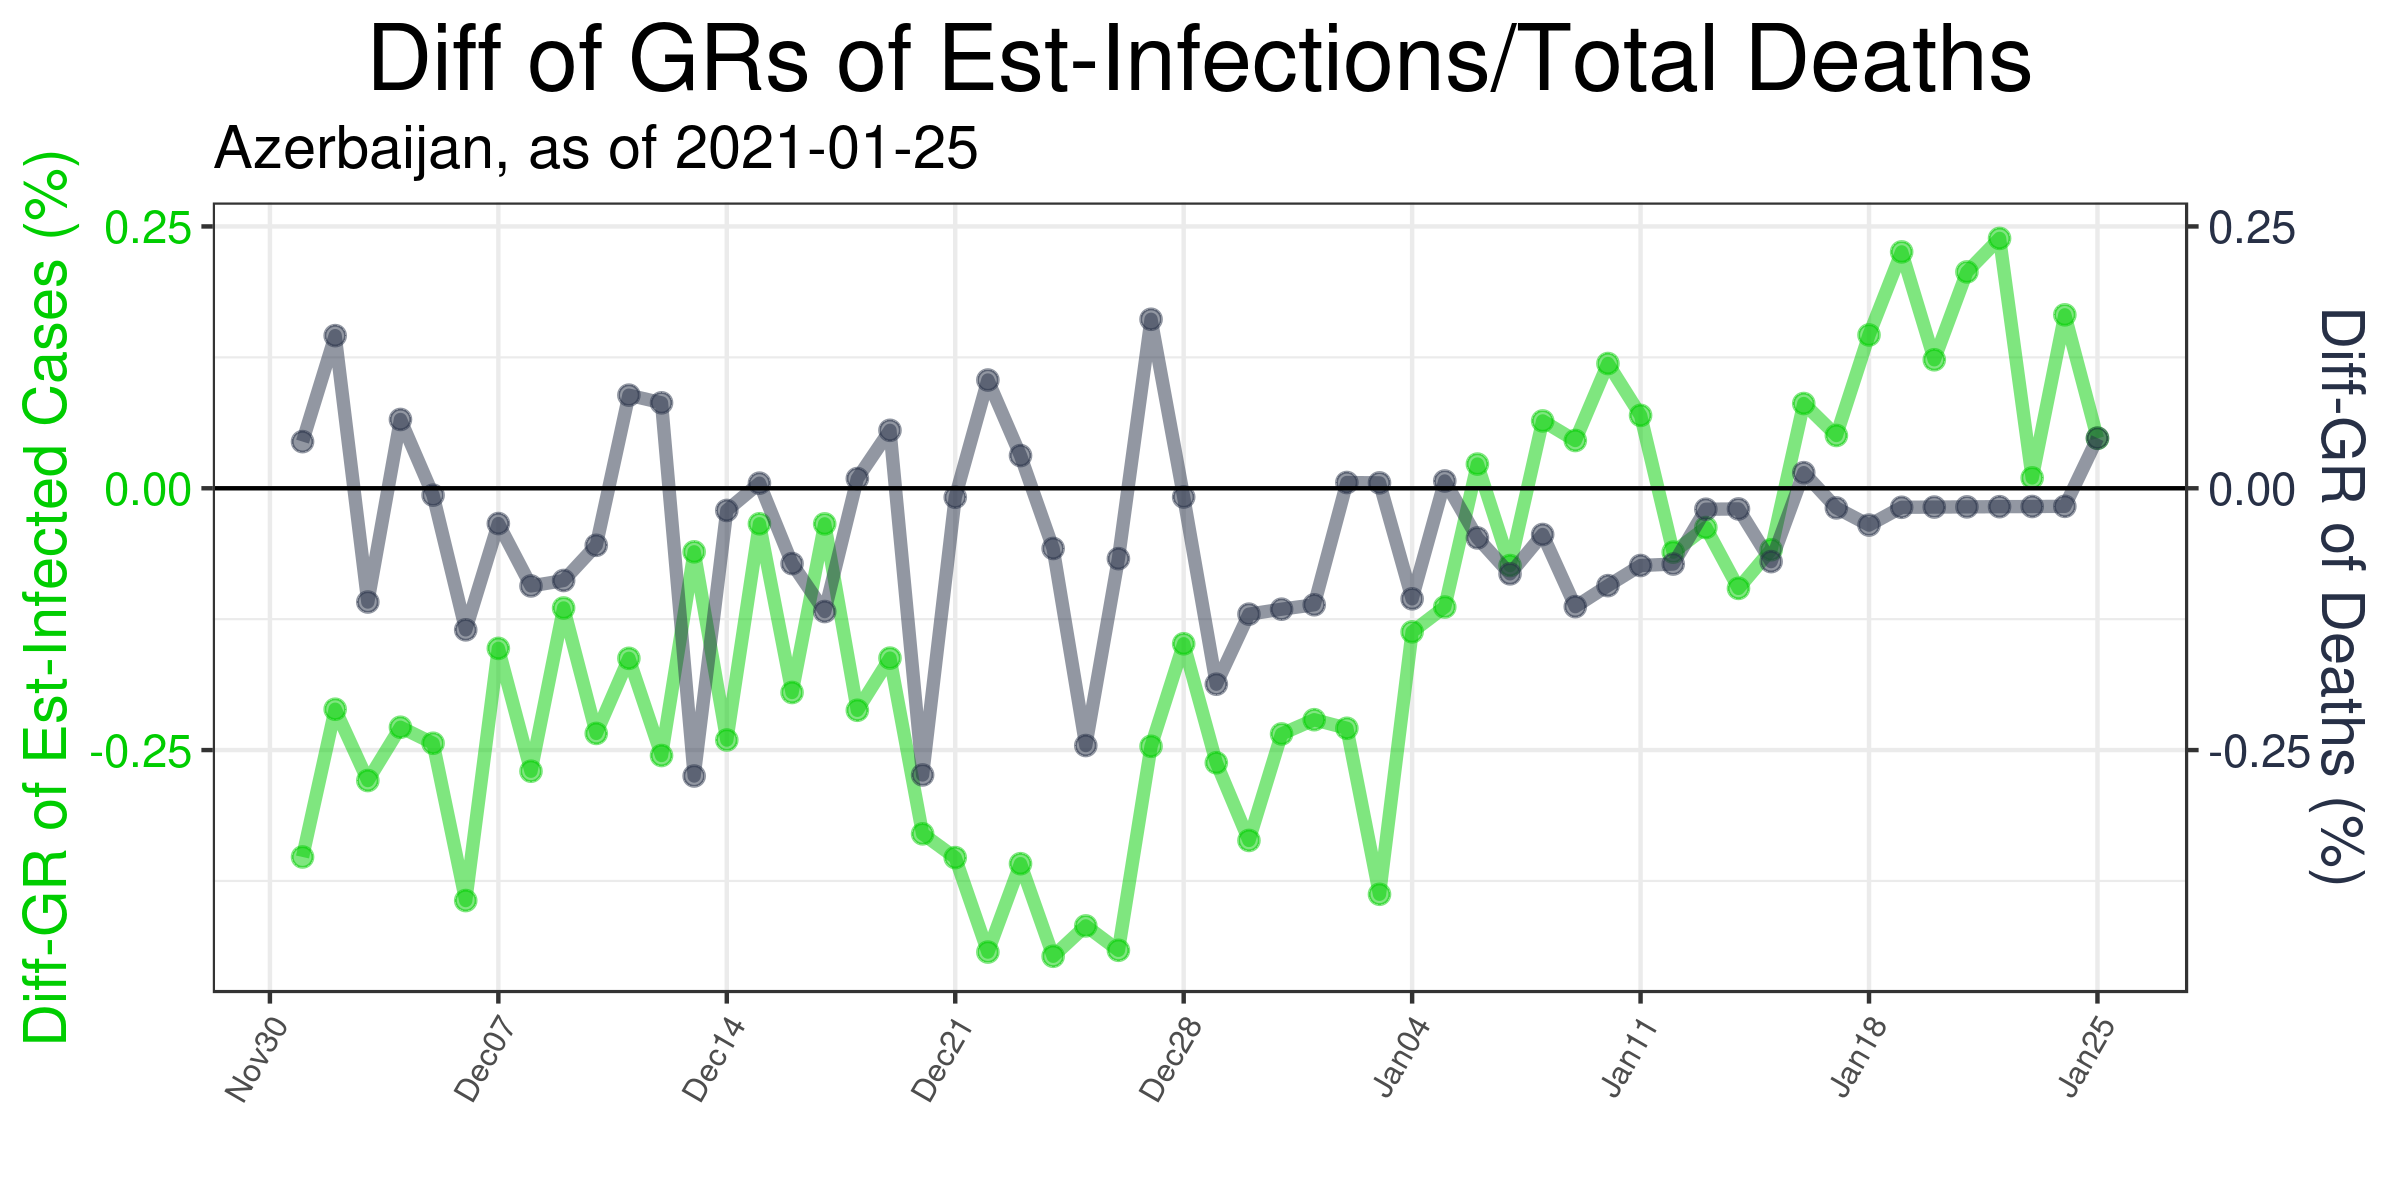 Diff of GRs of Est-Infections/Total Deaths
Azerbaijan, as of 2021-01-25
Diff-GR of Est-Infected Cases (%)
0.25
0.00
-0.25
0.25
0.00
-0.25
Diff-GR of Deaths (%)
Nov30
Dec07
Dec14
Dec21
Dec28
Jan04
Jan11
Jan18
Jan25